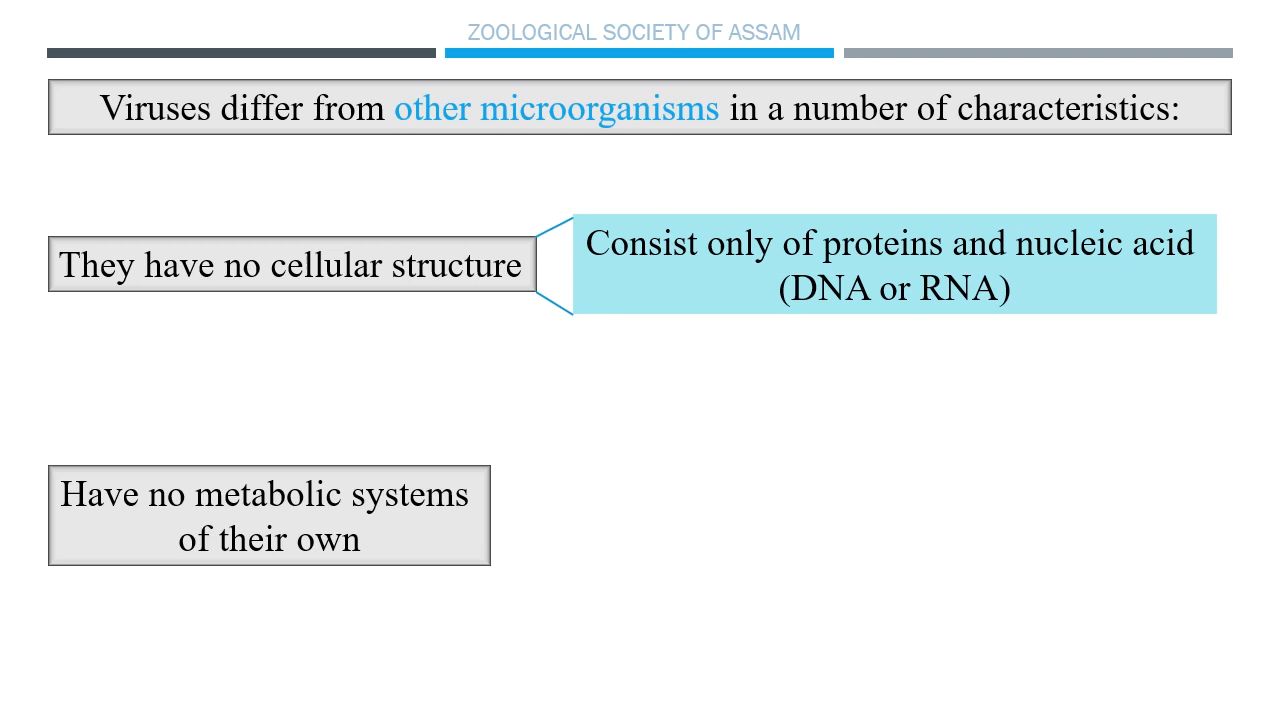 ZOOLOGICAL SOCIETY OF ASSAM
Viruses differ from other microorganisms in a number of characteristics:
Consist only of proteins and nucleic acid
(DNA or RNA)
They have no cellular structure
Have no metabolic systems
of their own